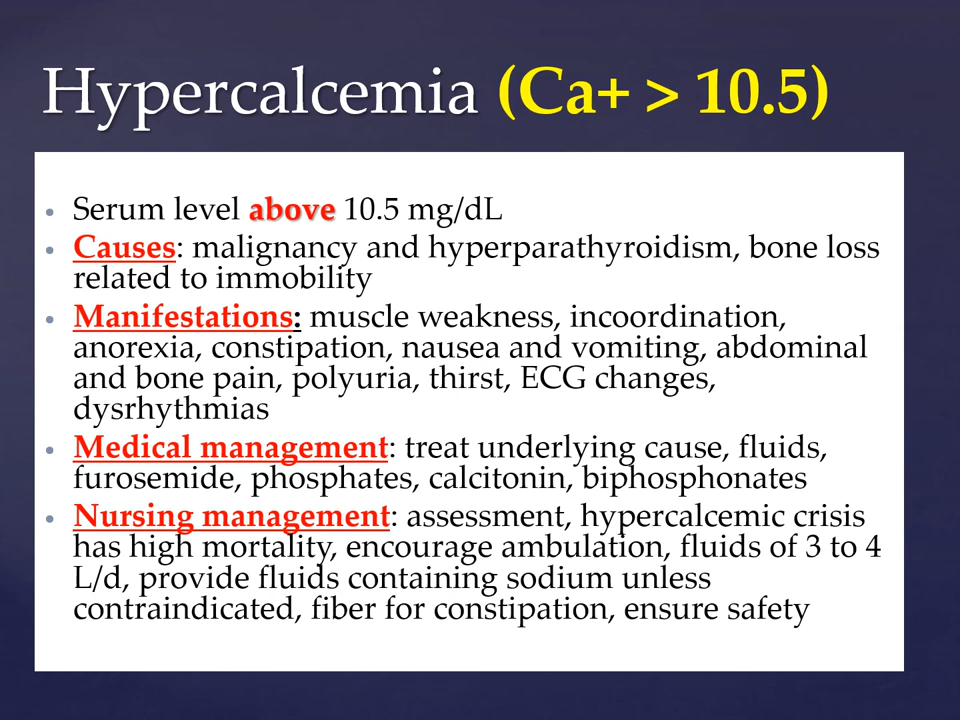 Hypercalcemia (Ca+ > 10.5)
• Serum level above 10.5 mg/dL
• Causes: malignancy and hyperparathyroidism, bone loss
related to immobility
• Manifestations: muscle weakness, incoordination,
anorexia, constipation, nausea and vomiting, abdominal
and bone pain, polyuria, thirst, ECG changes,
dysrhythmias
• Medical management: treat underlying cause, fluids,
furosemide, phosphates, calcitonin, biphosphonates
• Nursing management: assessment, hypercalcemic crisis
has high mortality, encourage ambulation, fluids of 3 to 4
L/d, provide fluids containing sodium unless
contraindicated, fiber for constipation, ensure safety